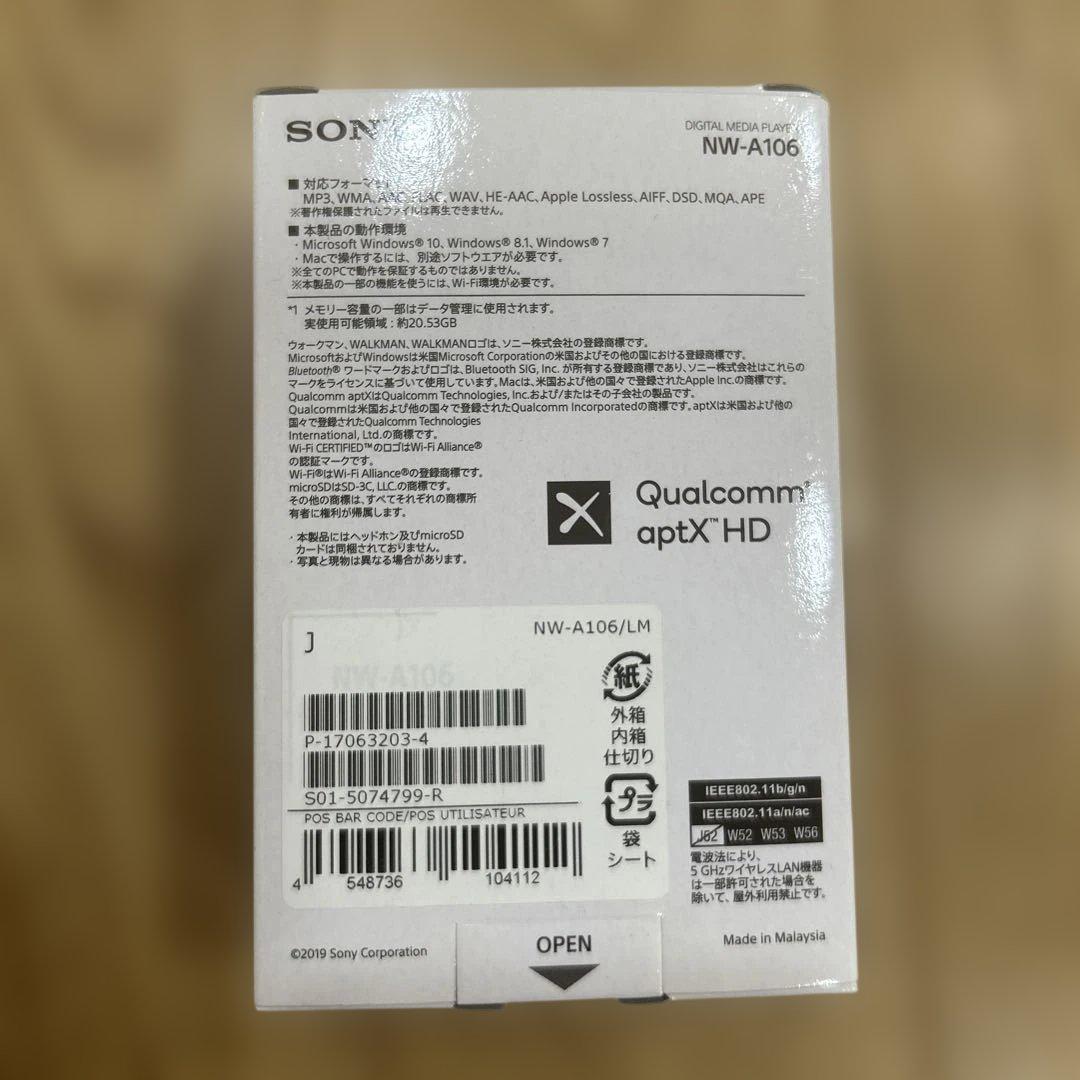 SONY
DIGITAL MEDIA PLAYER
NW-A106
■ 対応フォーマット
MP3、WMA、AAC、FLAC、WAV、HE-AAC、Apple Lossless、AIFF、DSD、MQA、APE
※著作権保護されたファイルは再生できません。
■ 本製品の動作環境
・Microsoft Windows® 10、Windows® 8.1、Windows® 7
・Macで操作するには、別途ソフトウエアが必要です。
※全てのPCで動作を保証するものではありません。
※本製品の一部の機能を使うには、Wi-Fi環境が必要です。
*1 メモリー容量の一部はデータ管理に使用されます。
実使用可能領域：約20.53GB
ウォークマン、WALKMAN、WALKMANロゴは、ソニー株式会社の登録商標です。
MicrosoftおよびWindowsは米国Microsoft Corporationの米国およびその他の国における登録商標です。
Bluetooth® ワードマークおよびロゴは、Bluetooth SIG, Inc. が所有する登録商標であり、ソニー株式会社はこれらの
マークをライセンスに基づいて使用しています。Macは、米国および他の国々で登録されたApple Inc.の商標です。
Qualcomm aptXはQualcomm Technologies, Inc.および/またはその子会社の製品です。
Qualcommは米国および他の国々で登録されたQualcomm Incorporatedの商標です。aptXは米国および他の
国々で登録されたQualcomm Technologies
International, Ltd.の商標です。
Wi-Fi CERTIFIED™のロゴはWi-Fi Alliance®
の認証マークです。
Wi-Fi®はWi-Fi Alliance®の登録商標です。
microSDはSD-3C, LLC.の商標です。
その他の商標は、すべてそれぞれの商標所
有者に権利が帰属します。
・本製品にはヘッドホン及びmicroSD
カードは同梱されておりません。
・写真と現物は異なる場合があります。
Qualcomm
aptX™ HD
J
NW-A106/LM
NW-A106
P-17063203-4
S01-5074799-R
POS BAR CODE/POS UTILISATEUR
4 548736 104112
紙
外箱
内箱
仕切り
プラ
袋
シート
IEEE802.11b/g/n
IEEE802.11a/n/ac
J52 W52 W53 W56
電波法により、
5 GHzワイヤレスLAN機器
は一部許可された場合を
除いて、屋外利用禁止です。
©2019 Sony Corporation
OPEN
Made in Malaysia